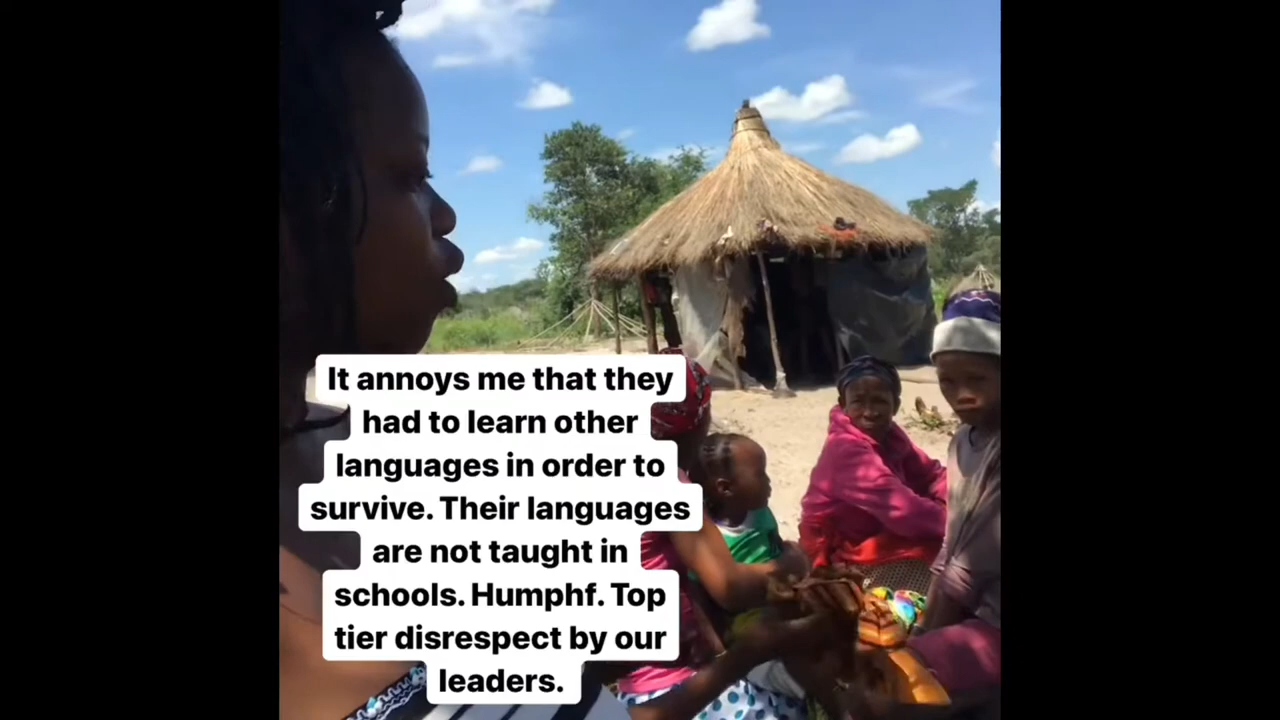 It annoys me that they
had to learn other
languages in order to
survive. Their languages
are not taught in
schools. Humphf. Top
tier disrespect by our
leaders.